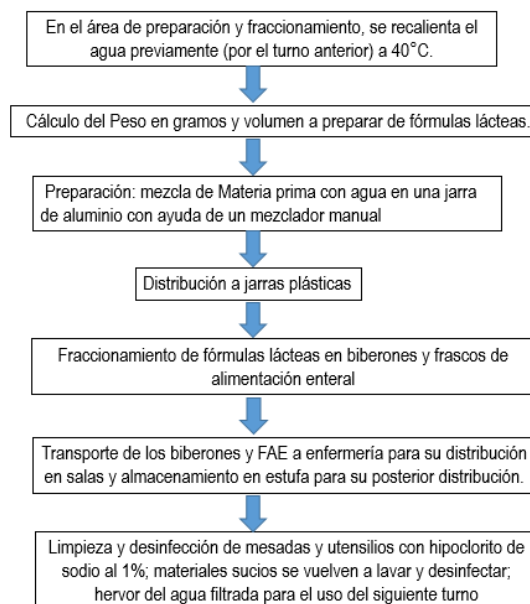 En el área de preparación y fraccionamiento, se recalienta el
agua previamente (por el turno anterior) a 40°C.
Cálculo del Peso en gramos y volumen a preparar de fórmulas lácteas.
Preparación: mezcla de Materia prima con agua en una jarra
de aluminio con ayuda de un mezclador manual
Distribución a jarras plásticas
Fraccionamiento de fórmulas lácteas en biberones y frascos de
alimentación enteral
Transporte de los biberones y FAE a enfermería para su distribución
en salas y almacenamiento en estufa para su posterior distribución.
Limpieza y desinfección de mesadas y utensilios con hipoclorito de
sodio al 1%; materiales sucios se vuelven a lavar y desinfectar;
hervor del agua filtrada para el uso del siguiente turno